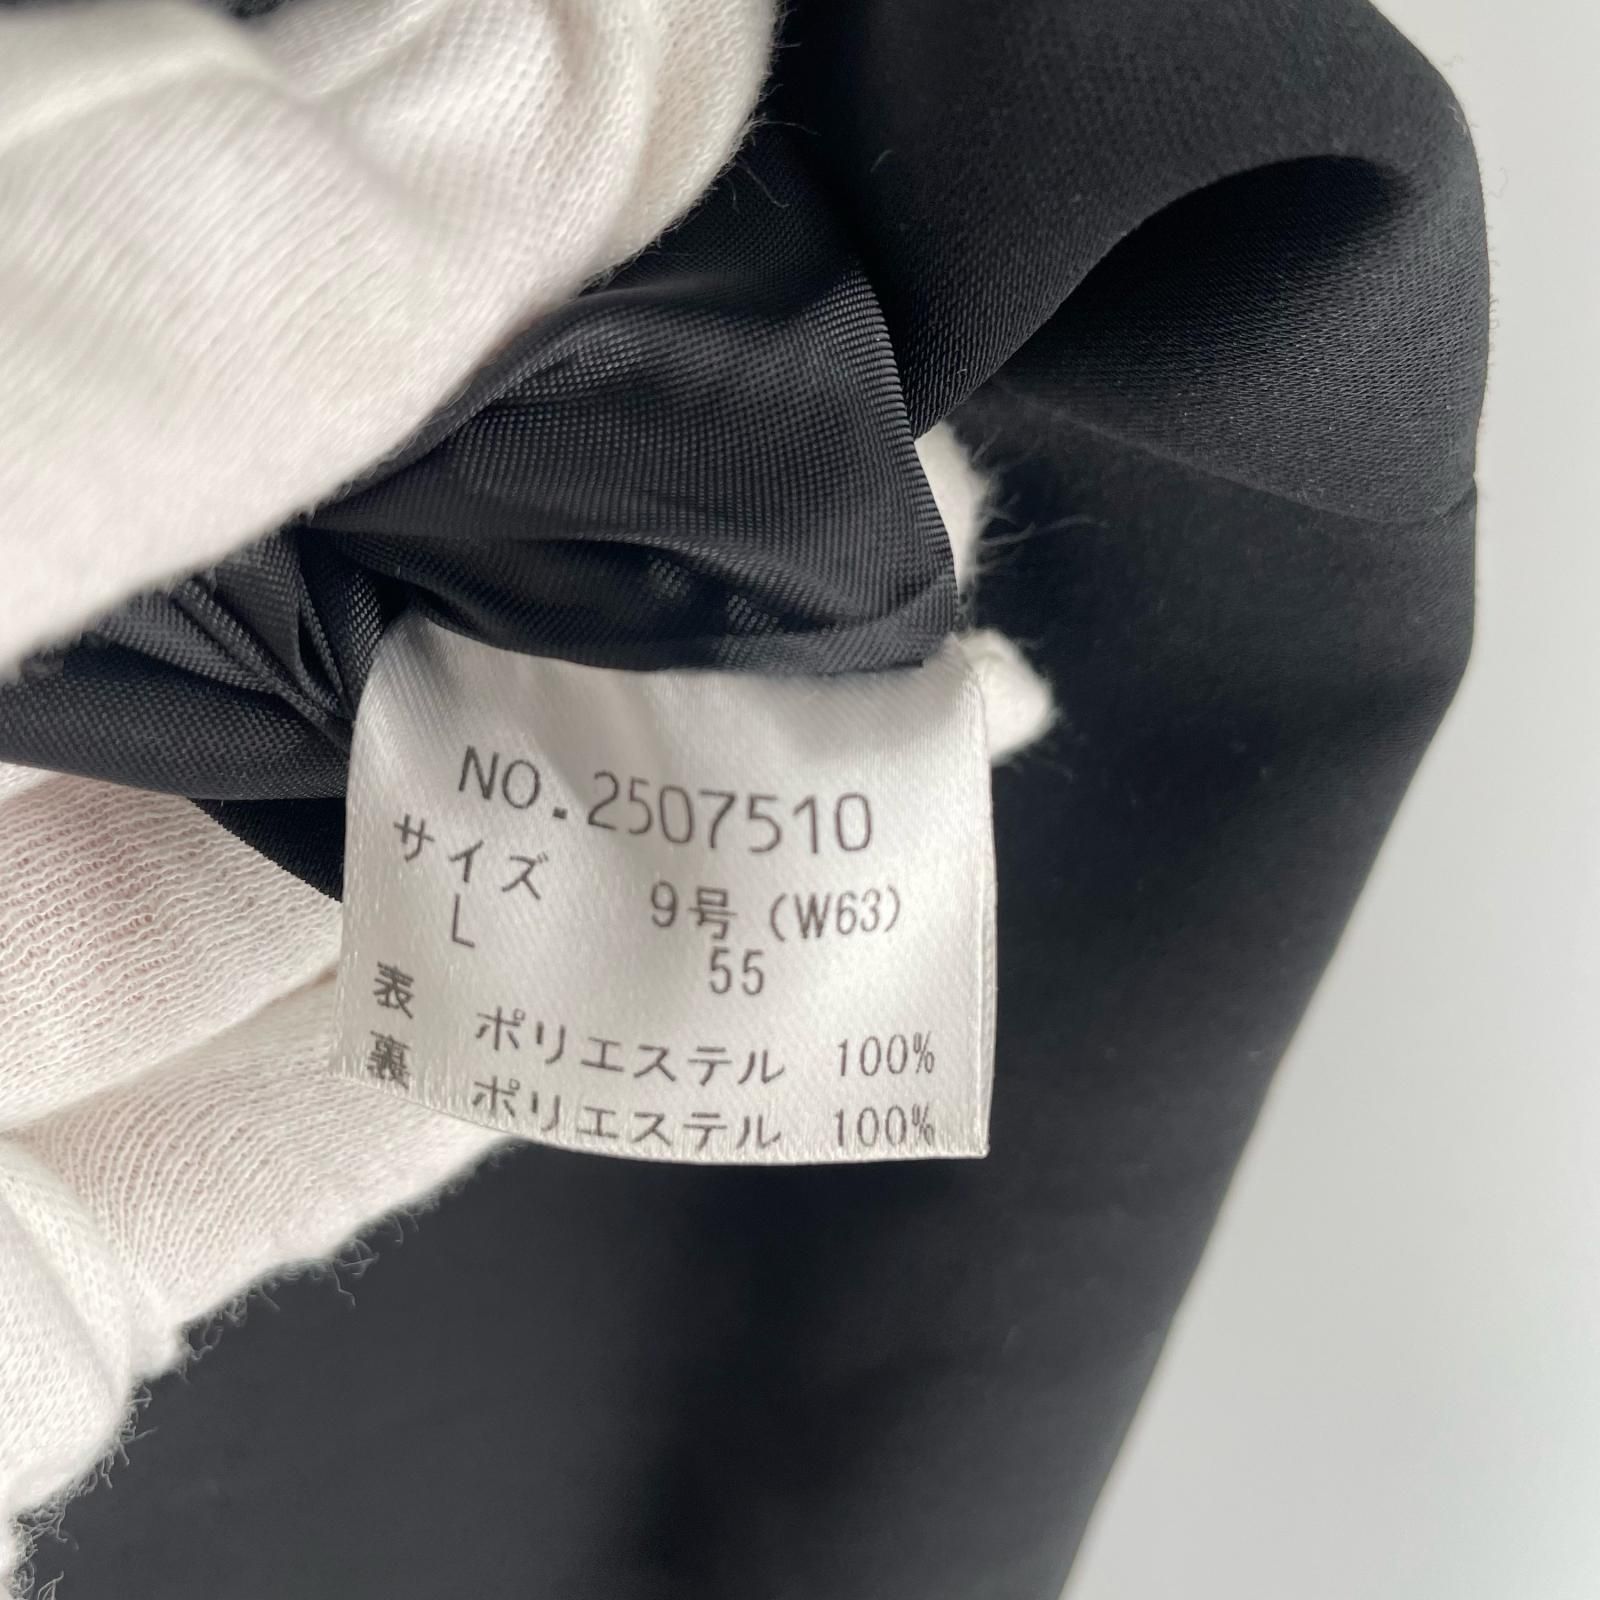 NO.2507510
サイズ 9号(W63)
L 55
表 ポリエステル 100%
裏 ポリエステル 100%